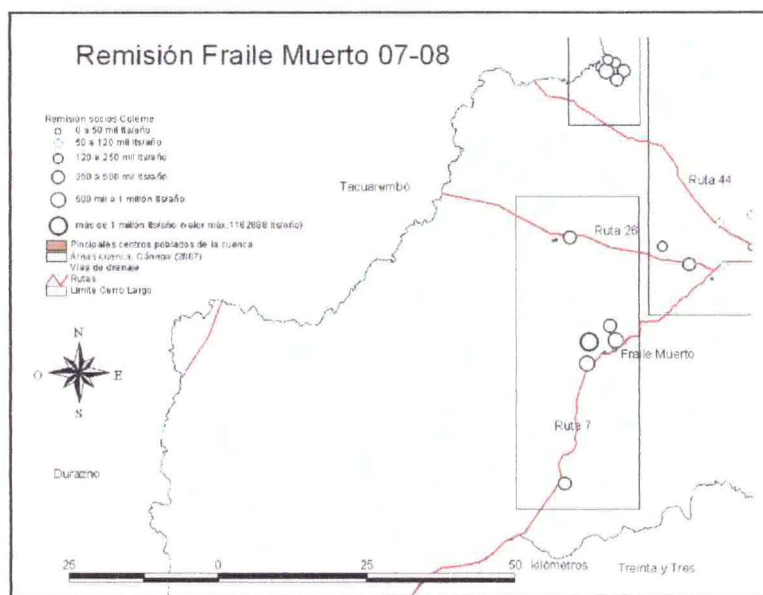 Remisión Fraile Muerto 07-08
Remisión socios Coleme
0 a 50 mil lts/año
50 a 120 mil lts/año
120 a 250 mil lts/año
250 a 500 mil lts/año
500 mil a 1 millón lts/año
más de 1 millón lts/año (valor máx.1162888 lts/año)
Pincipales centros poblados de la cuenca
Áreas cuenca, Ciánega (2007)
Vías de drenaje
Rutas
Límite Cerro Largo
Tacuarembó
Ruta 44
Ruta 26
Fraile Muerto
Ruta 7
N
O
E
S
Durazno
25
0
25
50
kilómetros
Treinta y Tres